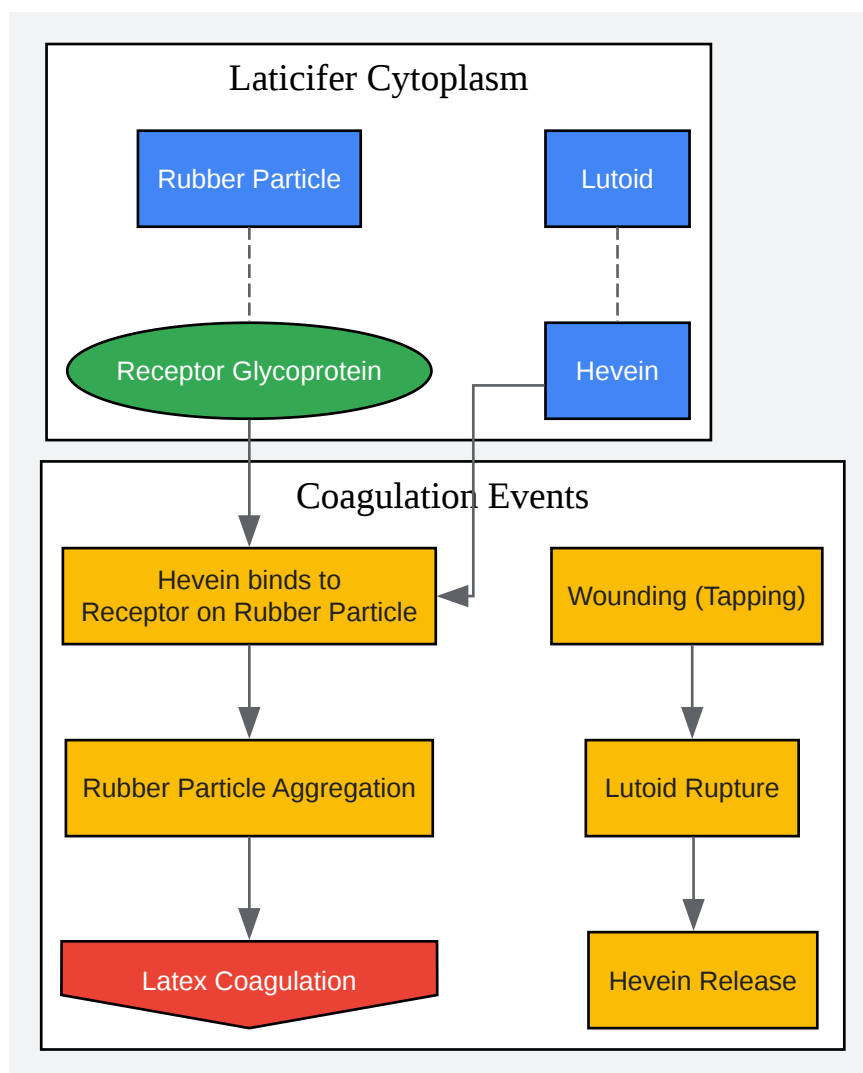 Laticifer Cytoplasm
Rubber Particle
Lutoid
Receptor Glycoprotein
Hevein
Coagulation Events
Hevein binds to
Receptor on Rubber Particle
Wounding (Tapping)
Rubber Particle Aggregation
Lutoid Rupture
Latex Coagulation
Hevein Release